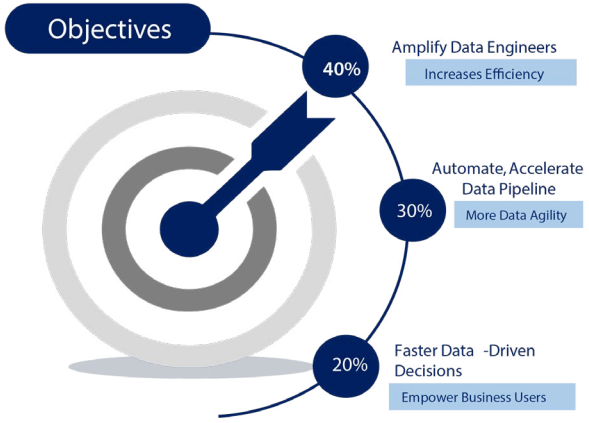 Objectives
40%
Amplify Data Engineers
Increases Efficiency
30%
Automate, Accelerate
Data Pipeline
More Data Agility
20%
Faster Data -Driven
Decisions
Empower Business Users